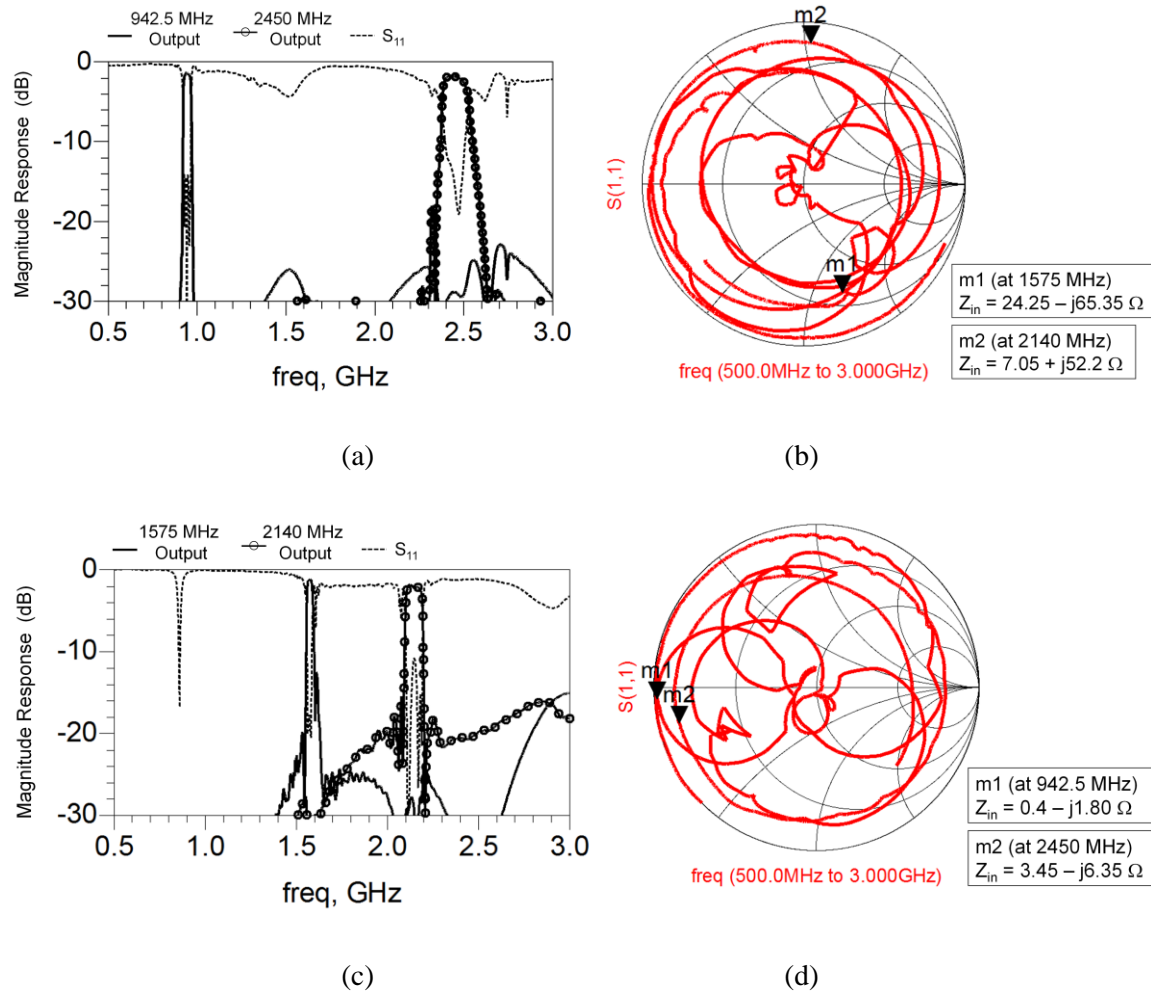 942.5 MHz Output
2450 MHz Output
S11
Magnitude Response (dB)
0
-10
-20
-30
0.5 1.0 1.5 2.0 2.5 3.0
freq, GHz
(a)
m2
S(1,1)
m1
freq (500.0MHz to 3.000GHz)
m1 (at 1575 MHz)
Zin = 24.25 – j65.35 Ω
m2 (at 2140 MHz)
Zin = 7.05 + j52.2 Ω
(b)
1575 MHz Output
2140 MHz Output
S11
Magnitude Response (dB)
0
-10
-20
-30
0.5 1.0 1.5 2.0 2.5 3.0
freq, GHz
(c)
m1
m2
S(1,1)
freq (500.0MHz to 3.000GHz)
m1 (at 942.5 MHz)
Zin = 0.4 – j1.80 Ω
m2 (at 2450 MHz)
Zin = 3.45 – j6.35 Ω
(d)